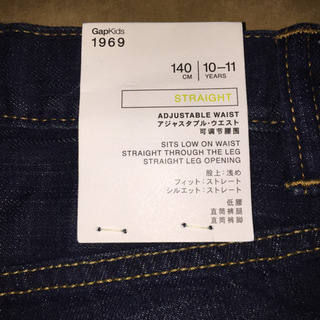 GapKids
1969
140 10–11
CM YEARS
STRAIGHT
ADJUSTABLE WAIST
アジャスタブル・ウエスト
可调节腰围
SITS LOW ON WAIST
STRAIGHT THROUGH THE LEG
STRAIGHT LEG OPENING
股上：浅め
フィット：ストレート
シルエット：ストレート
低腰
直筒裤腿
直筒裤脚